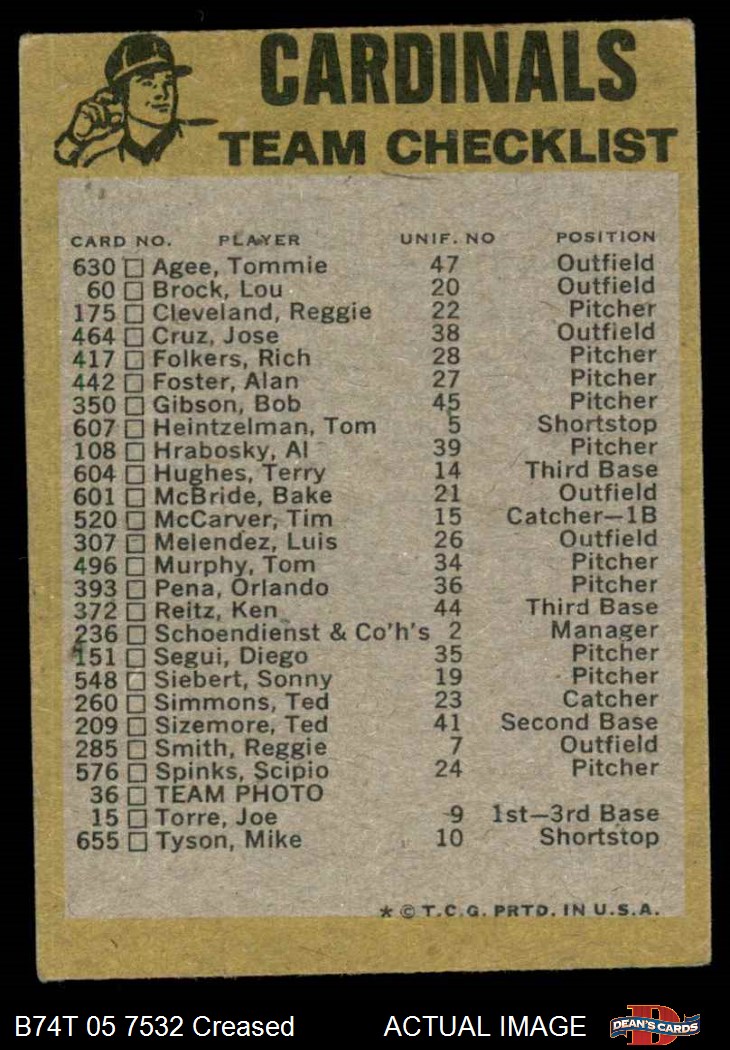 CARDINALS
TEAM CHECKLIST
CARD NO. PLAYER UNIF. NO POSITION
630 □ Agee, Tommie 47 Outfield
60 □ Brock, Lou 20 Outfield
175 □ Cleveland, Reggie 22 Pitcher
464 □ Cruz, Jose 38 Outfield
417 □ Folkers, Rich 28 Pitcher
442 □ Foster, Alan 27 Pitcher
350 □ Gibson, Bob 45 Pitcher
607 □ Heintzelman, Tom 5 Shortstop
108 □ Hrabosky, Al 39 Pitcher
604 □ Hughes, Terry 14 Third Base
601 □ McBride, Bake 21 Outfield
520 □ McCarver, Tim 15 Catcher—1B
307 □ Melendez, Luis 26 Outfield
496 □ Murphy, Tom 34 Pitcher
393 □ Pena, Orlando 36 Pitcher
372 □ Reitz, Ken 44 Third Base
236 □ Schoendienst & Co'h's 2 Manager
151 □ Segui, Diego 35 Pitcher
548 □ Siebert, Sonny 19 Pitcher
260 □ Simmons, Ted 23 Catcher
209 □ Sizemore, Ted 41 Second Base
285 □ Smith, Reggie 7 Outfield
576 □ Spinks, Scipio 24 Pitcher
36 □ TEAM PHOTO
15 □ Torre, Joe 9 1st—3rd Base
655 □ Tyson, Mike 10 Shortstop
* © T.C.G. PRTD. IN U.S.A.
B74T 05 7532 Creased ACTUAL IMAGE DEAN'S CARDS